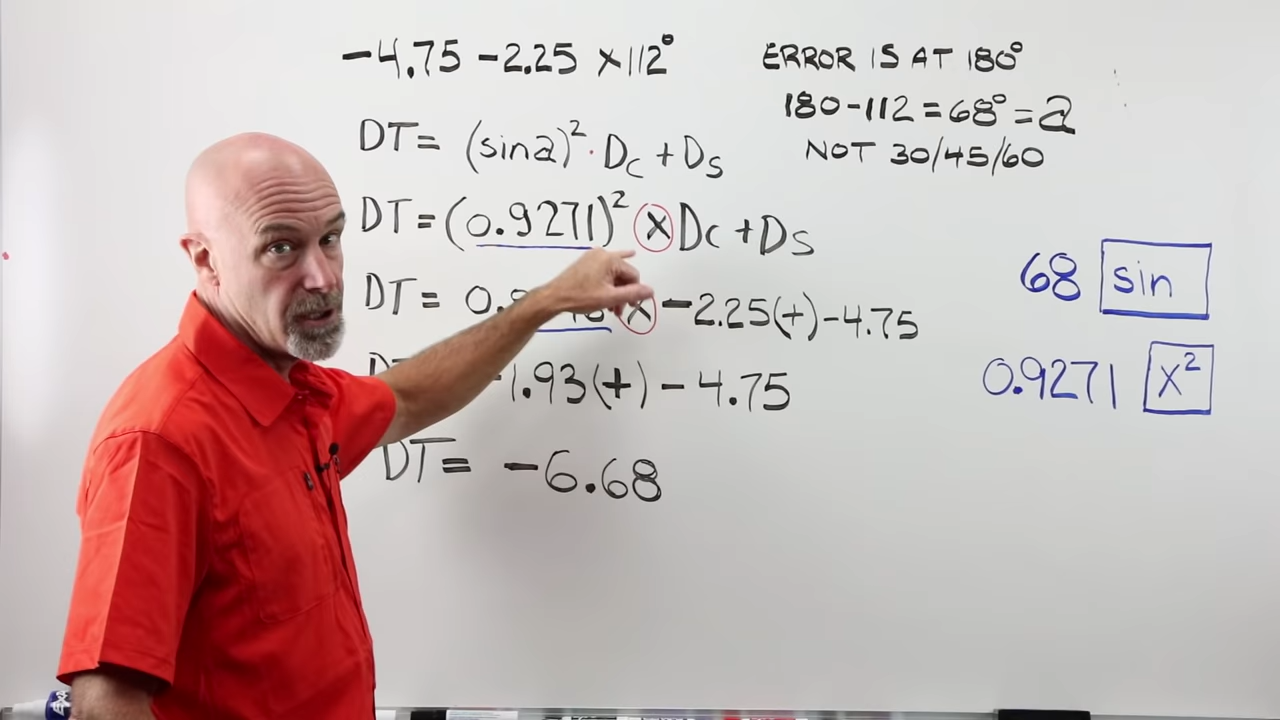 -4.75 -2.25 x112°
ERROR IS AT 180°
180-112 = 68° = a
NOT 30/45/60
DT= (sin a)² · Dc + Ds
DT= (0.9271)² x Dc + Ds
DT= x -2.25(+)-4.75
1.93(+) - 4.75
DT= -6.68
68 sin
0.9271 x²